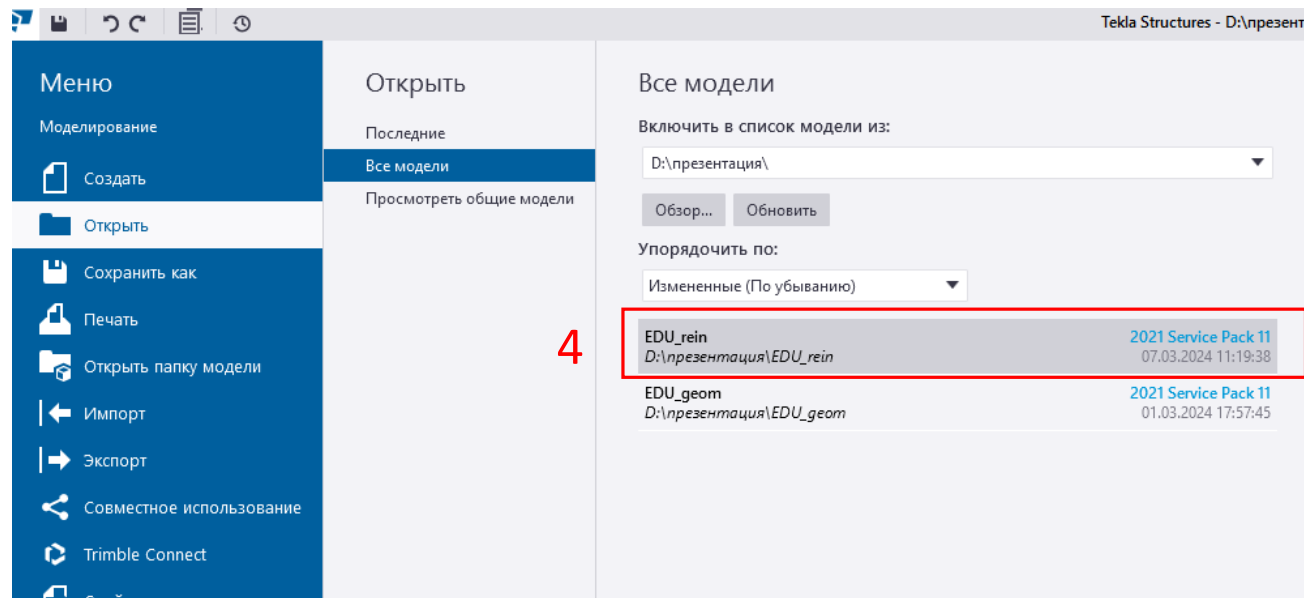 Tekla Structures - D:\презент
Меню
Моделирование
Создать
Открыть
Сохранить как
Печать
Открыть папку модели
Импорт
Экспорт
Совместное использование
Trimble Connect
Открыть
Последние
Все модели
Просмотреть общие модели
Все модели
Включить в список модели из:
D:\презентация\
Обзор... Обновить
Упорядочить по:
Измененные (По убыванию)
4
EDU_rein 2021 Service Pack 11
D:\презентация\EDU_rein 07.03.2024 11:19:38
EDU_geom 2021 Service Pack 11
D:\презентация\EDU_geom 01.03.2024 17:57:45